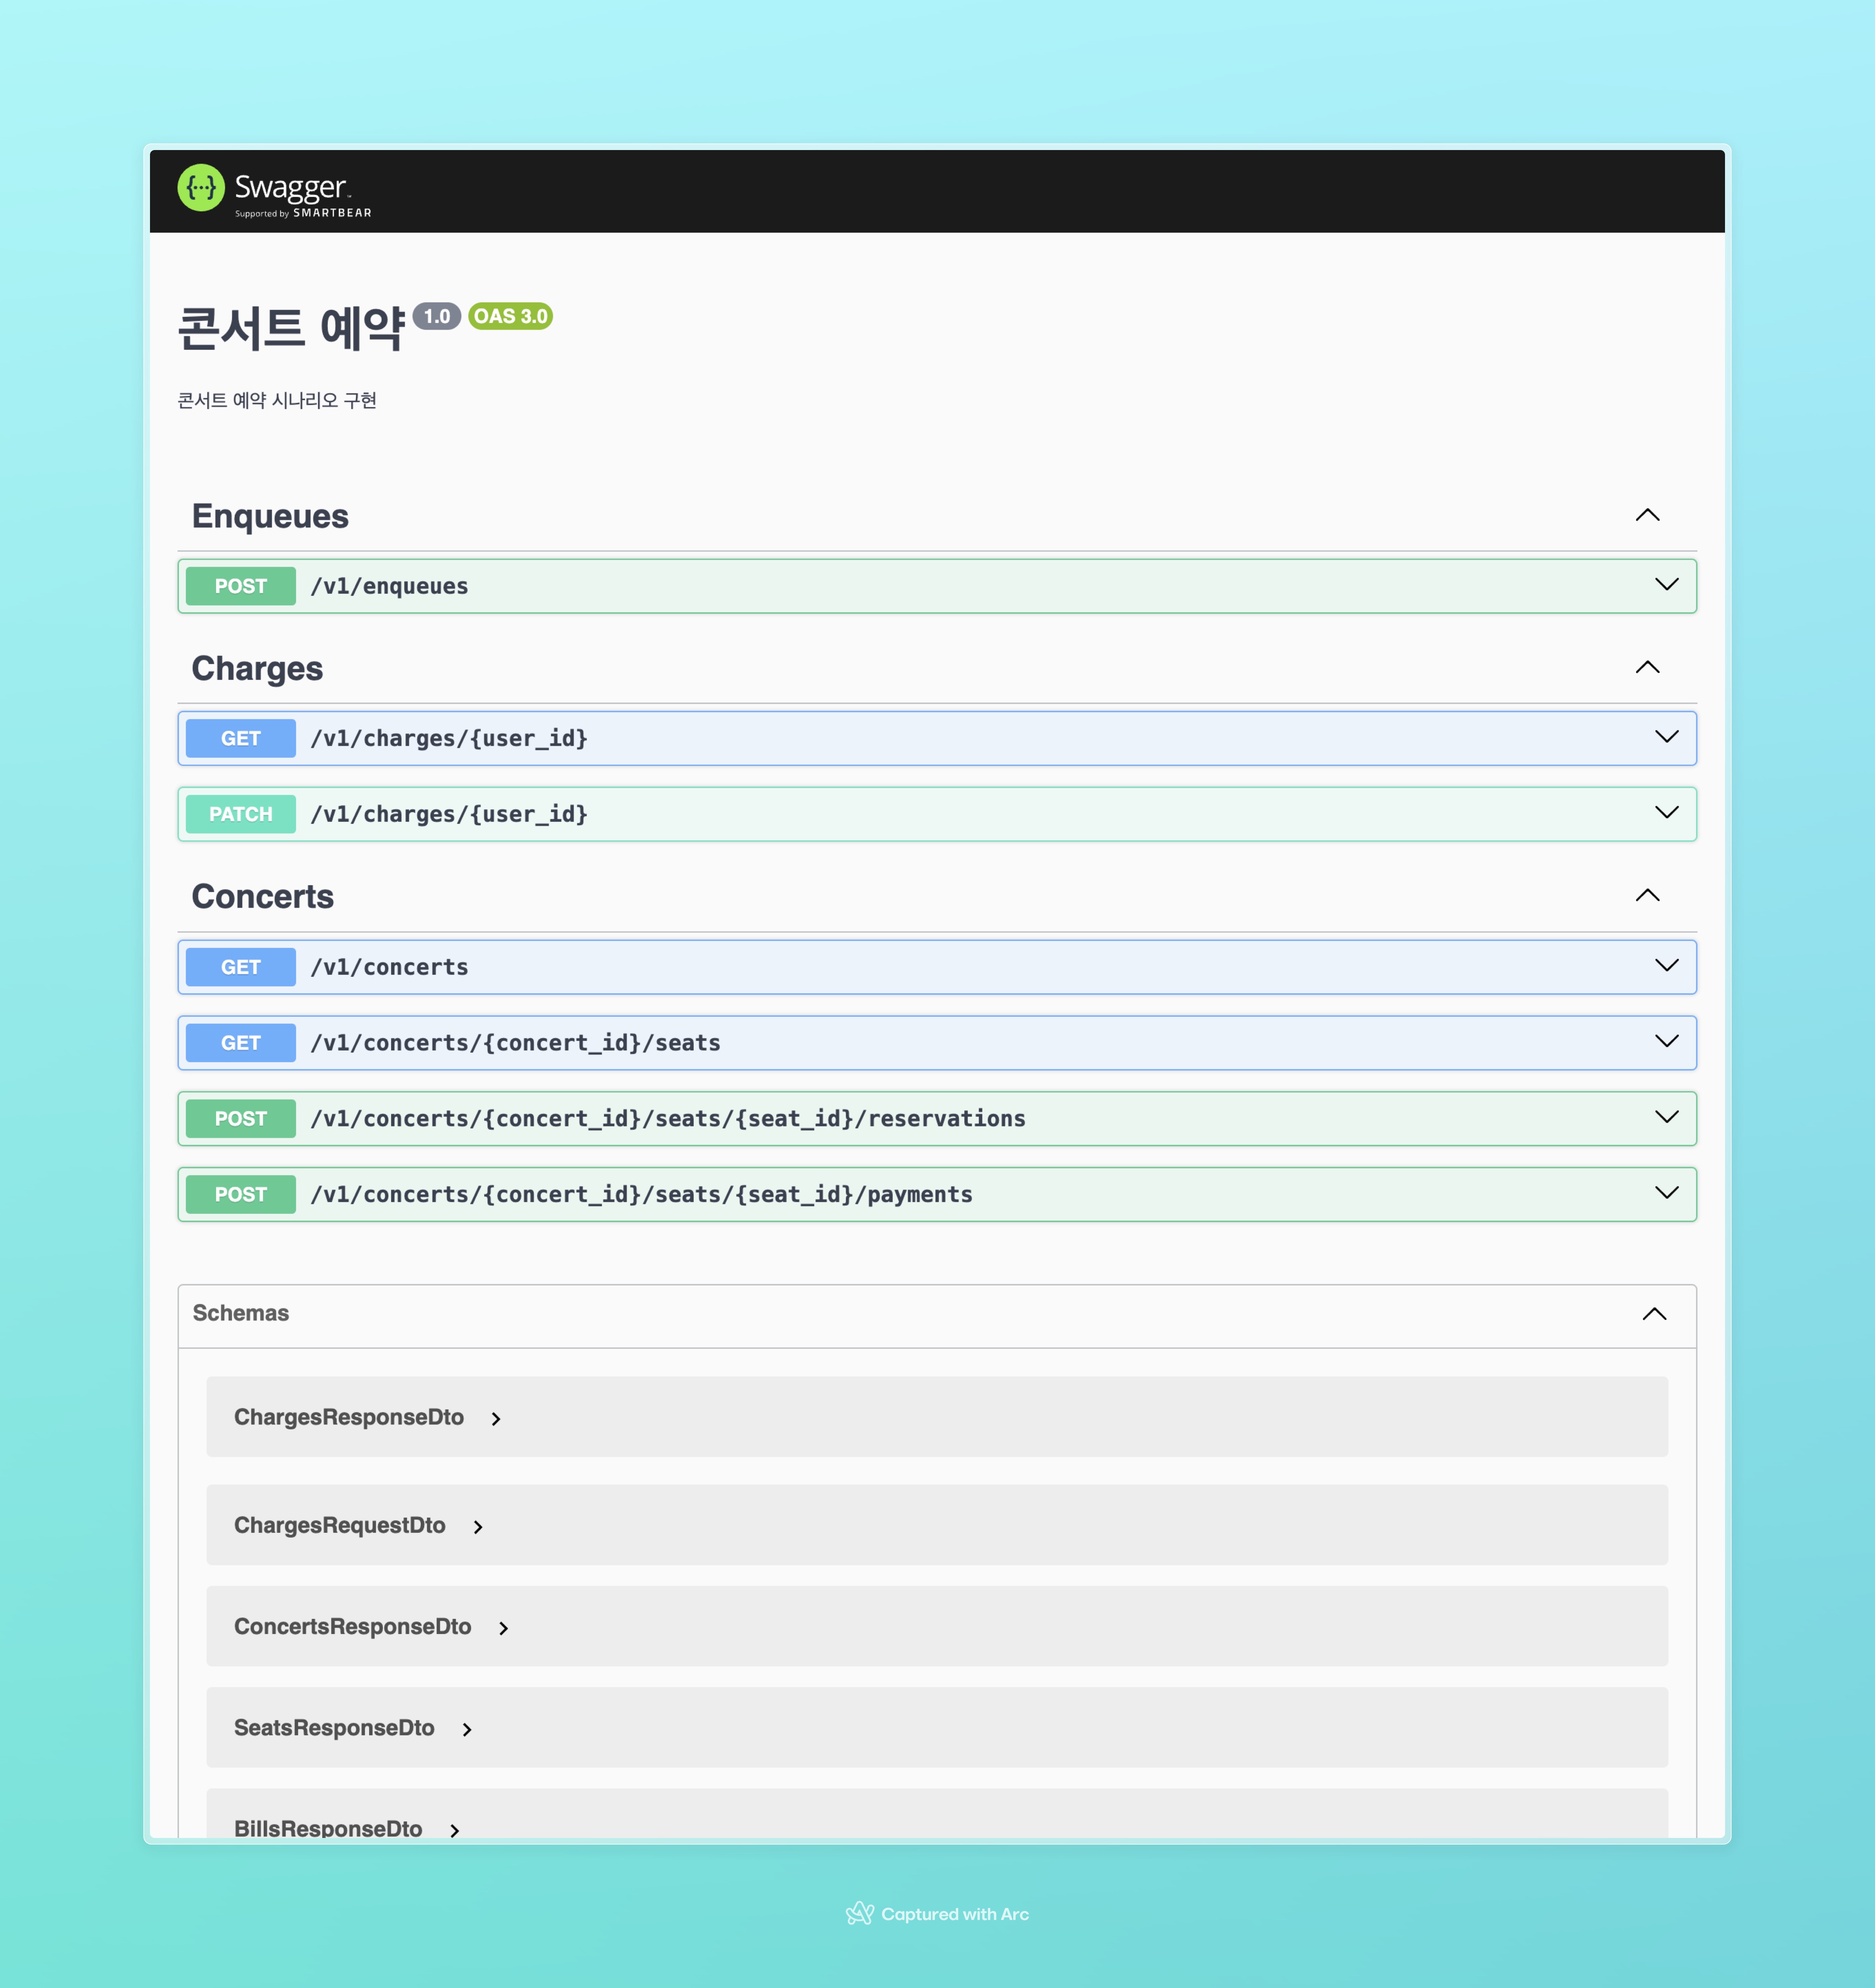 Swagger
Supported by SMARTBEAR
콘서트 예약 1.0 OAS 3.0
콘서트 예약 시나리오 구현
Enqueues
POST /v1/enqueues
Charges
GET /v1/charges/{user_id}
PATCH /v1/charges/{user_id}
Concerts
GET /v1/concerts
GET /v1/concerts/{concert_id}/seats
POST /v1/concerts/{concert_id}/seats/{seat_id}/reservations
POST /v1/concerts/{concert_id}/seats/{seat_id}/payments
Schemas
ChargesResponseDto
ChargesRequestDto
ConcertsResponseDto
SeatsResponseDto
BillsResponseDto
Captured with Arc